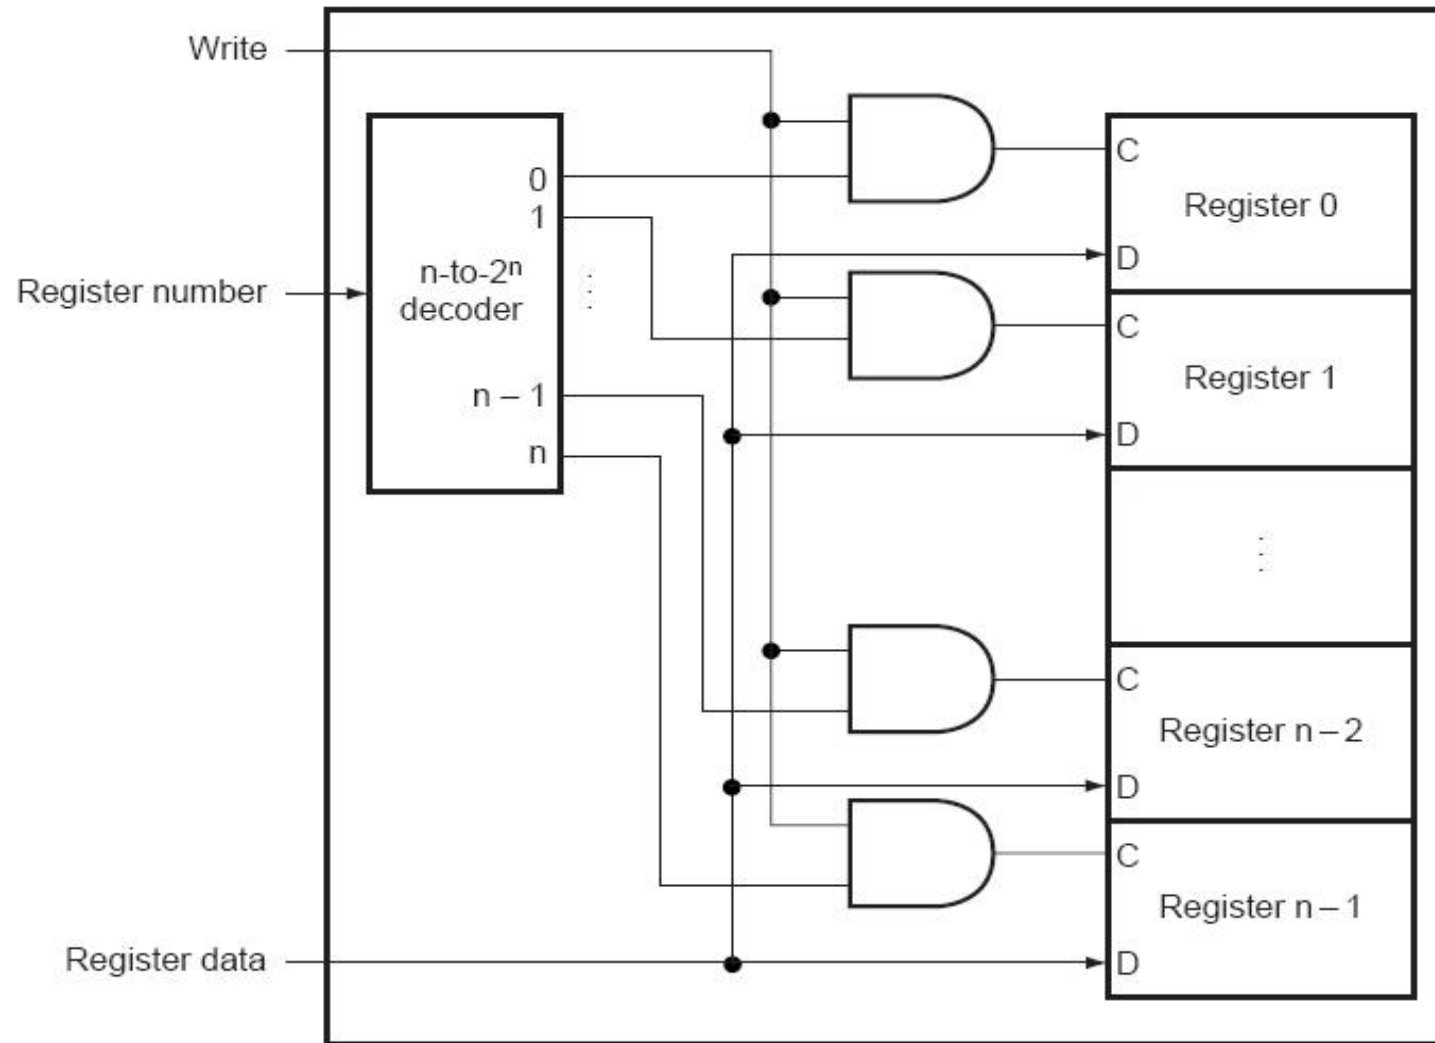 Write
C
0
Register 0
1
D
n-to-2ⁿ
decoder
Register number
C
Register 1
n – 1
D
n
C
Register n – 2
D
C
Register n – 1
Register data
D